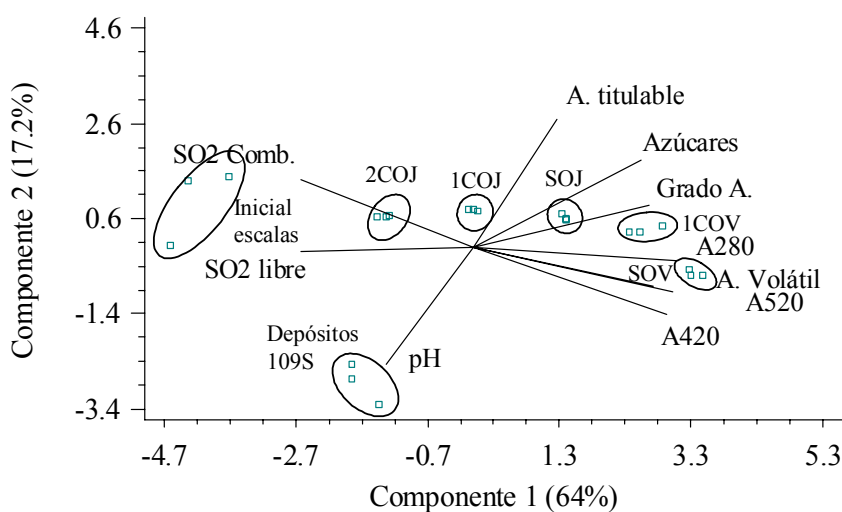 4.6
2.6
0.6
-1.4
-3.4
Componente 2 (17.2%)
A. titulable
SO2 Comb.
Azúcares
2COJ
1COJ
SOJ
Grado A.
Inicial
escalas
1COV
A280
SO2 libre
SOV
A. Volátil
A520
Depósitos
109S
pH
A420
-4.7 -2.7 -0.7 1.3 3.3 5.3
Componente 1 (64%)